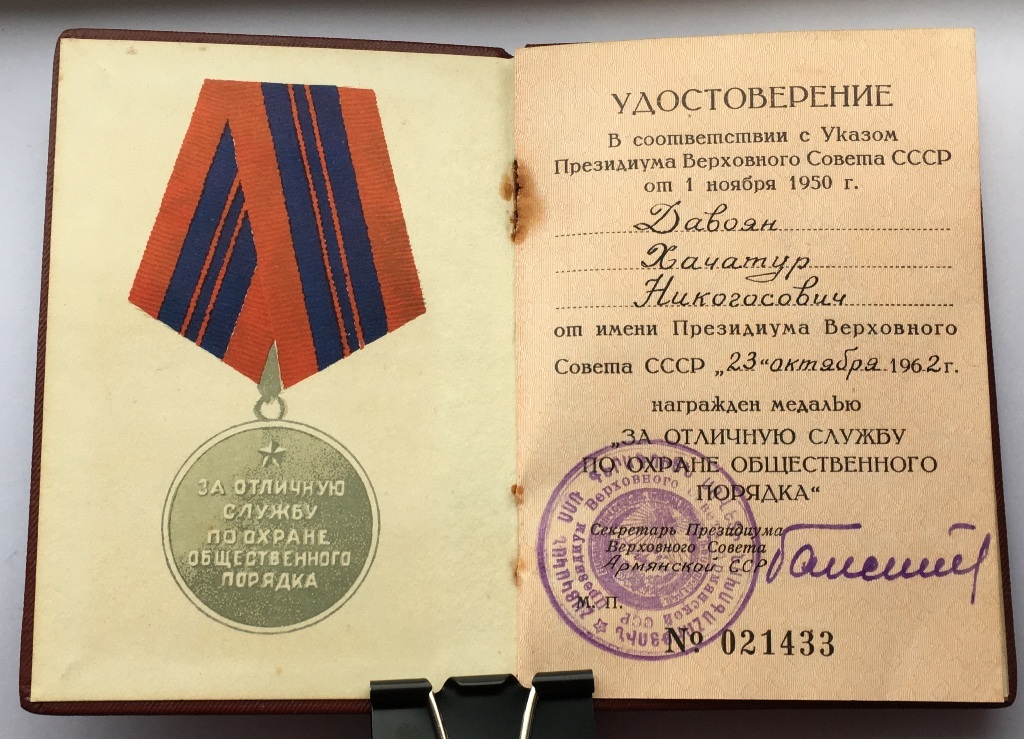 ЗА ОТЛИЧНУЮ
СЛУЖБУ
ПО ОХРАНЕ
ОБЩЕСТВЕННОГО
ПОРЯДКА
УДОСТОВЕРЕНИЕ
В соответствии с Указом
Президиума Верховного Совета СССР
от 1 ноября 1950 г.
Давоян
Хачатур
Никогосович
от имени Президиума Верховного
Совета СССР „23“ октября 1962 г.
награжден медалью
„ЗА ОТЛИЧНУЮ СЛУЖБУ
ПО ОХРАНЕ ОБЩЕСТВЕННОГО
ПОРЯДКА“
Секретарь Президиума
Верховного Совета
Армянской ССР
М. П.
№ 021433
Президиум Верховного